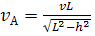 v_A = vL / √(L²−h²)